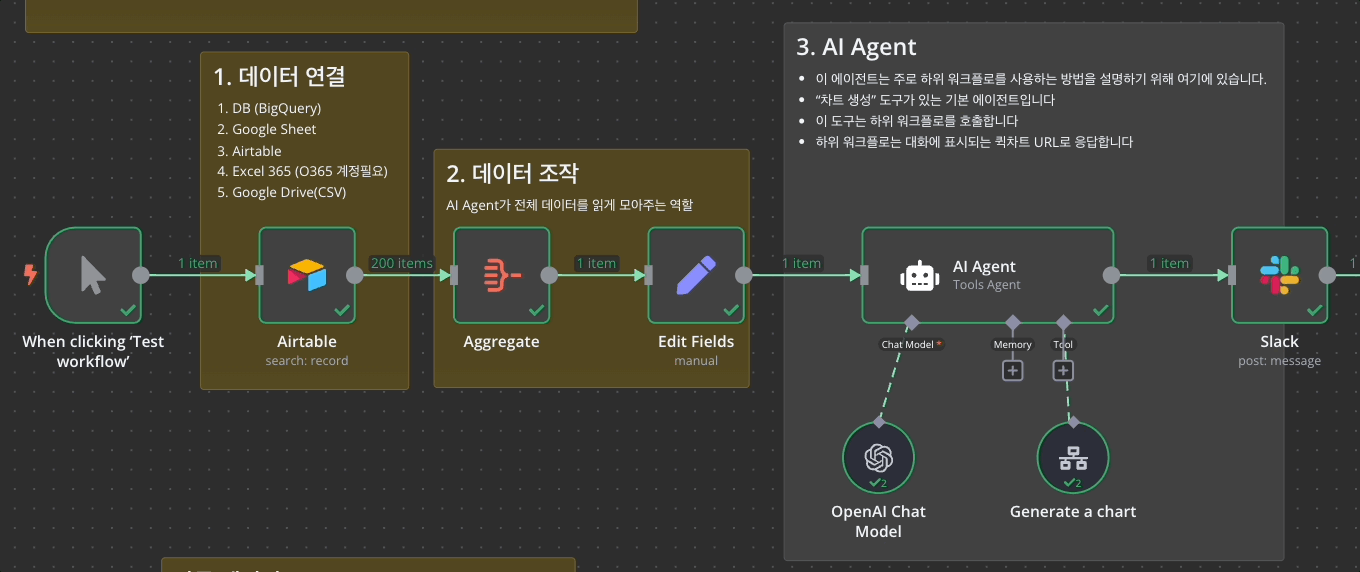 1. 데이터 연결
1. DB (BigQuery)
2. Google Sheet
3. Airtable
4. Excel 365 (O365 계정필요)
5. Google Drive(CSV)
2. 데이터 조작
AI Agent가 전체 데이터를 읽게 모아주는 역할
3. AI Agent
• 이 에이전트는 주로 하위 워크플로를 사용하는 방법을 설명하기 위해 여기에 있습니다.
• “차트 생성” 도구가 있는 기본 에이전트입니다
• 이 도구는 하위 워크플로를 호출합니다
• 하위 워크플로는 대화에 표시되는 퀵차트 URL로 응답합니다
1 item
200 items
1 item
1 item
1 item
1
When clicking ‘Test
workflow’
Airtable
search: record
Aggregate
Edit Fields
manual
AI Agent
Tools Agent
Chat Model *
Memory
Tool
Slack
post: message
2
OpenAI Chat
Model
2
Generate a chart